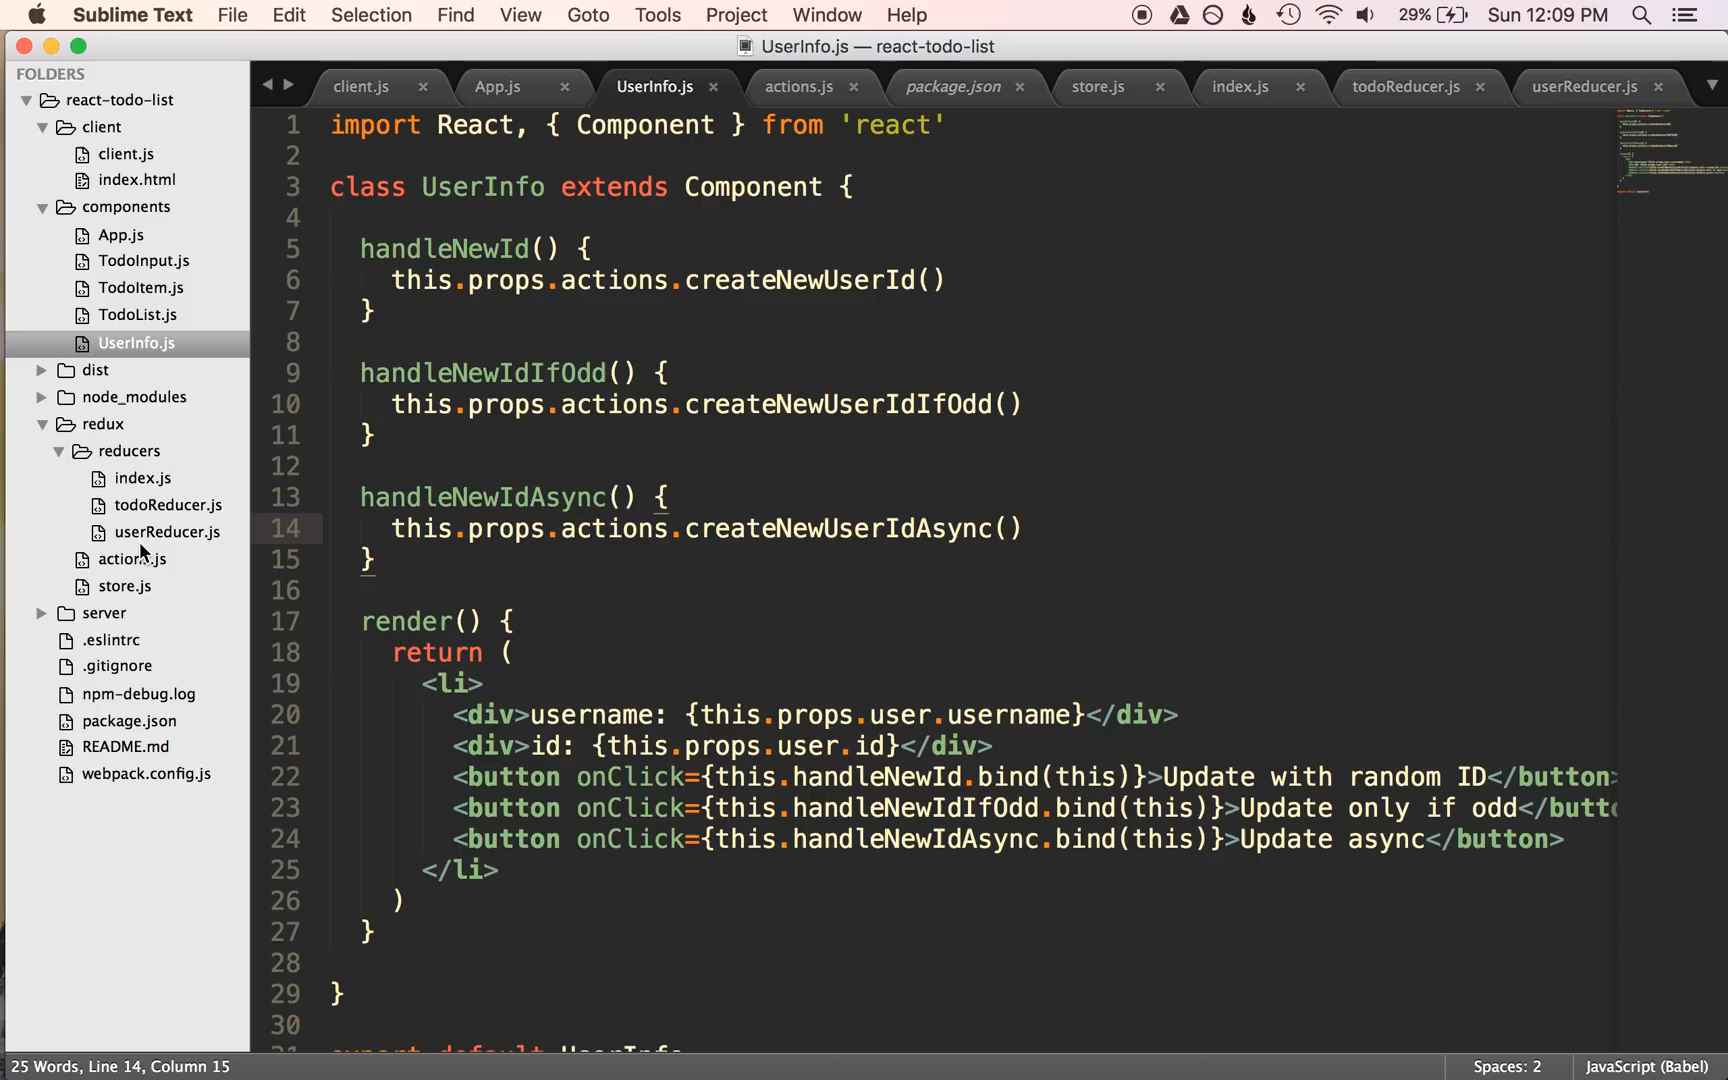 Sublime Text File Edit Selection Find View Goto Tools Project Window Help 29% Sun 12:09 PM
UserInfo.js — react-todo-list
FOLDERS
react-todo-list
client
client.js
index.html
components
App.js
TodoInput.js
TodoItem.js
TodoList.js
UserInfo.js
dist
node_modules
redux
reducers
index.js
todoReducer.js
userReducer.js
actions.js
store.js
server
.eslintrc
.gitignore
npm-debug.log
package.json
README.md
webpack.config.js
client.js × App.js × UserInfo.js × actions.js × package.json × store.js × index.js × todoReducer.js × userReducer.js ×
1 import React, { Component } from 'react'
2
3 class UserInfo extends Component {
4
5 handleNewId() {
6 this.props.actions.createNewUserId()
7 }
8
9 handleNewIdIfOdd() {
10 this.props.actions.createNewUserIdIfOdd()
11 }
12
13 handleNewIdAsync() {
14 this.props.actions.createNewUserIdAsync()
15 }
16
17 render() {
18 return (
19 <li>
20 <div>username: {this.props.user.username}</div>
21 <div>id: {this.props.user.id}</div>
22 <button onClick={this.handleNewId.bind(this)}>Update with random ID</button>
23 <button onClick={this.handleNewIdIfOdd.bind(this)}>Update only if odd</butto
24 <button onClick={this.handleNewIdAsync.bind(this)}>Update async</button>
25 </li>
26 )
27 }
28
29 }
30
31 export default UserInfo
25 Words, Line 14, Column 15 Spaces: 2 JavaScript (Babel)